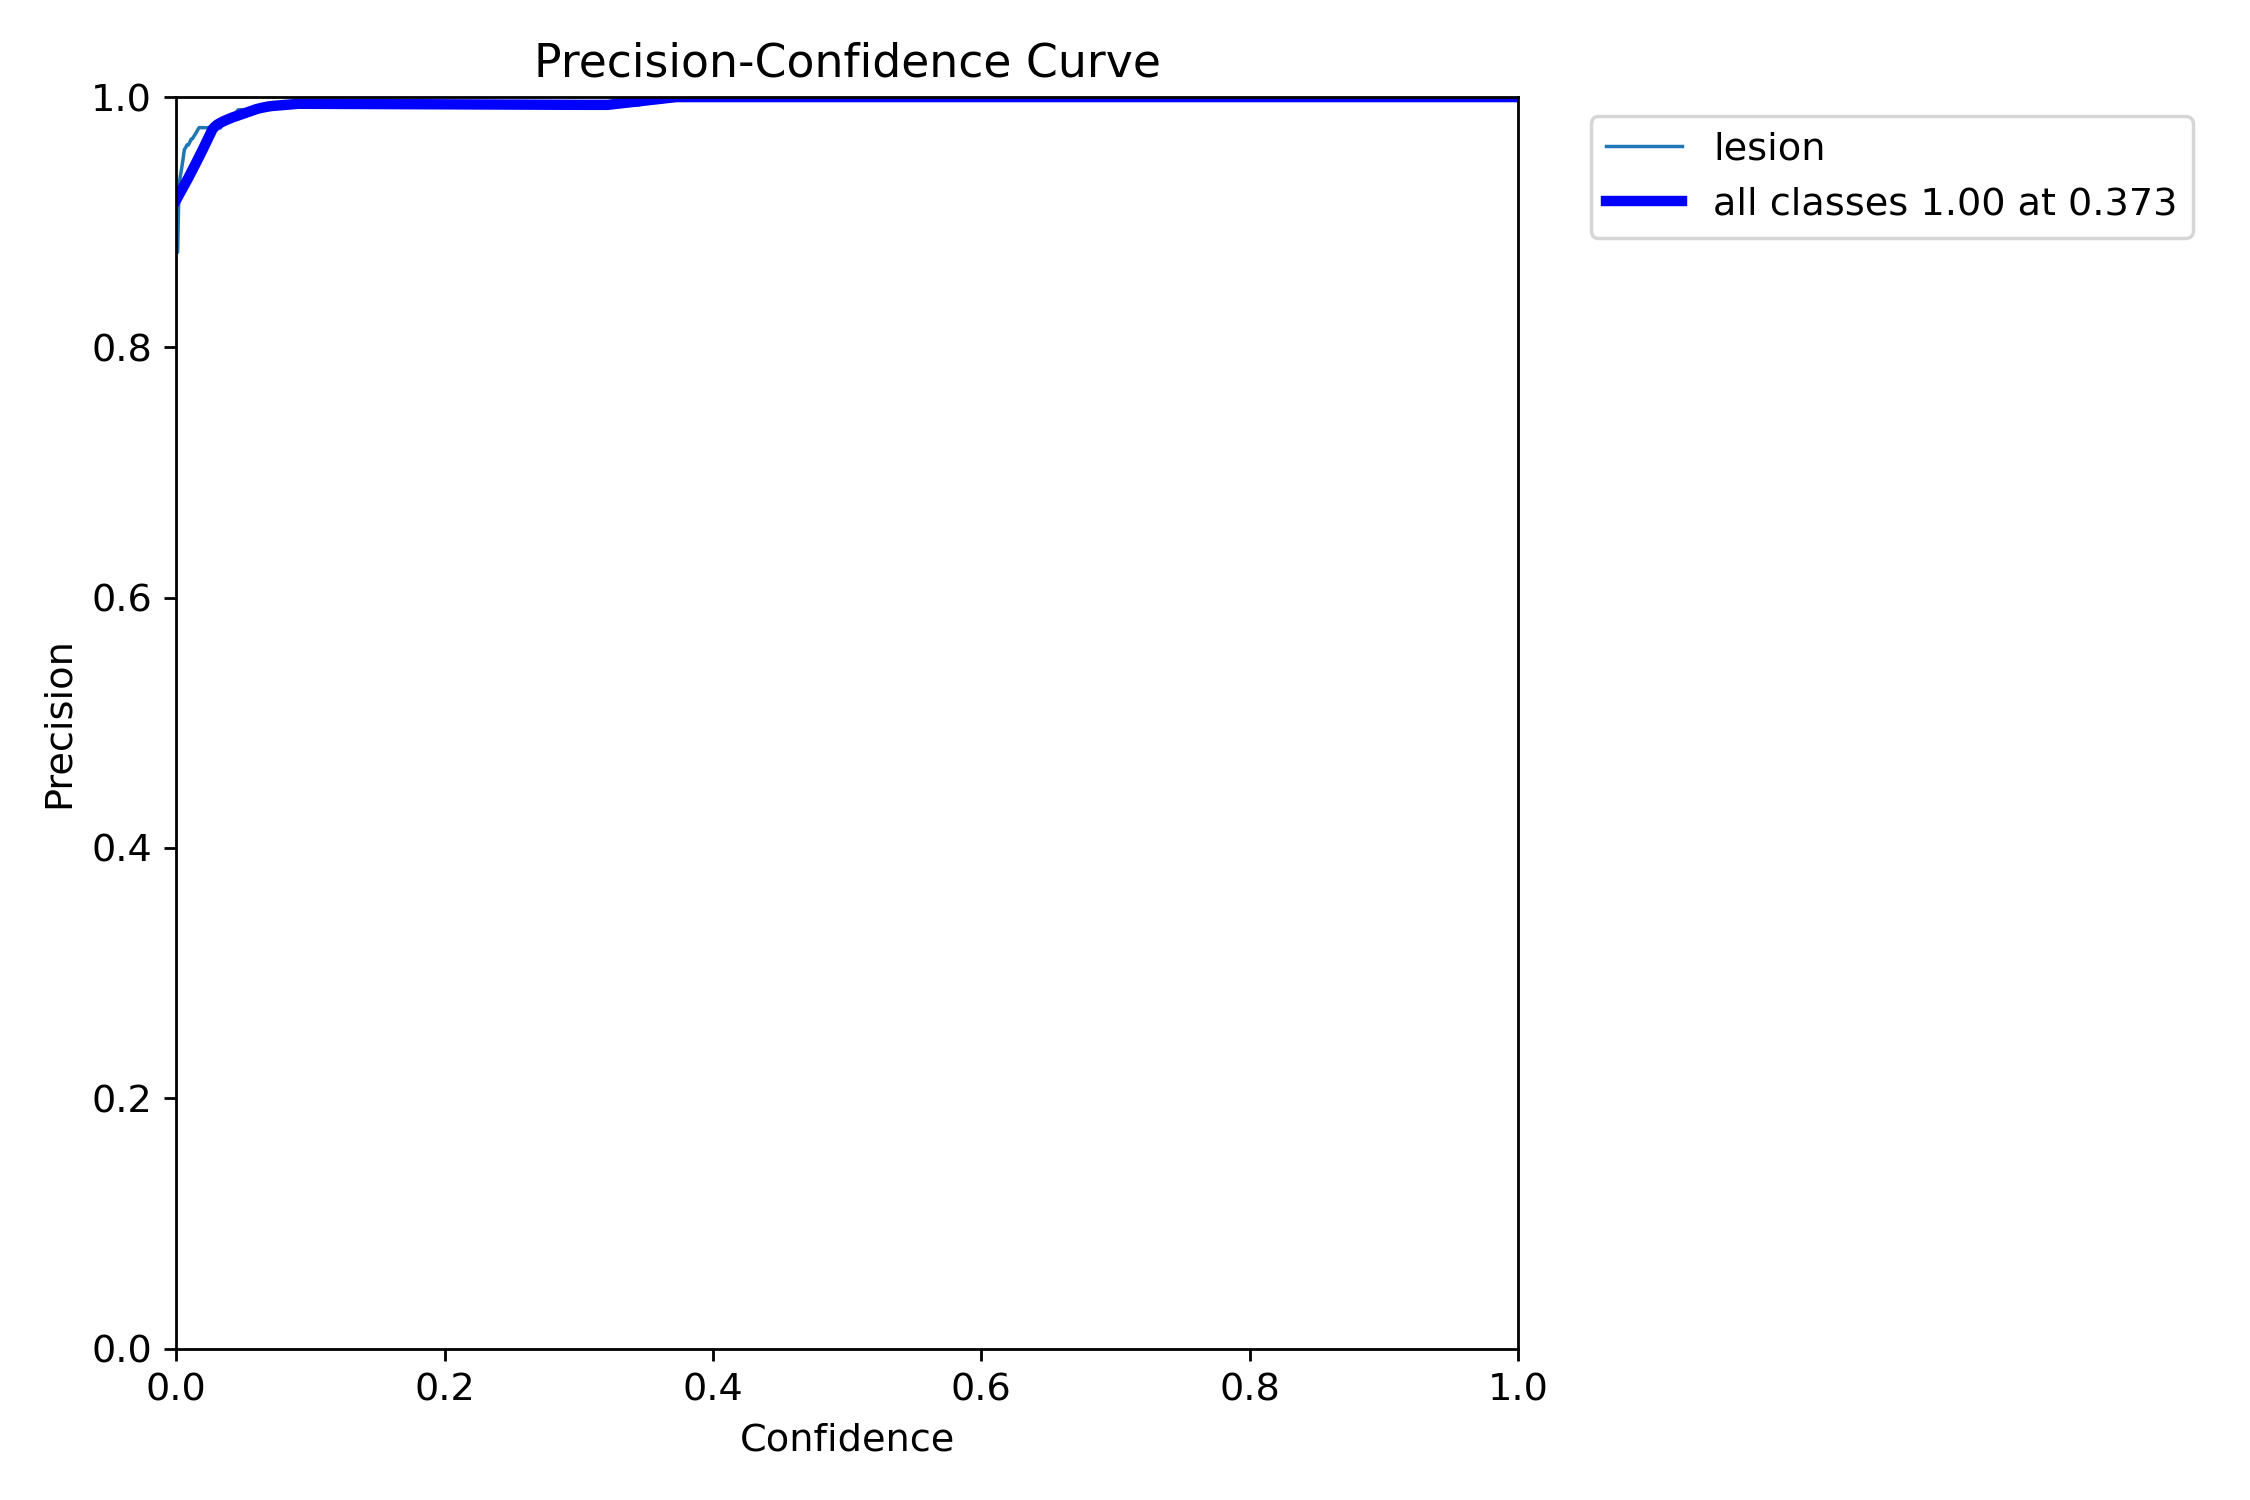 Precision-Confidence Curve
1.0
0.8
0.6
0.4
0.2
0.0
Precision
0.0 0.2 0.4 0.6 0.8 1.0
Confidence
lesion
all classes 1.00 at 0.373